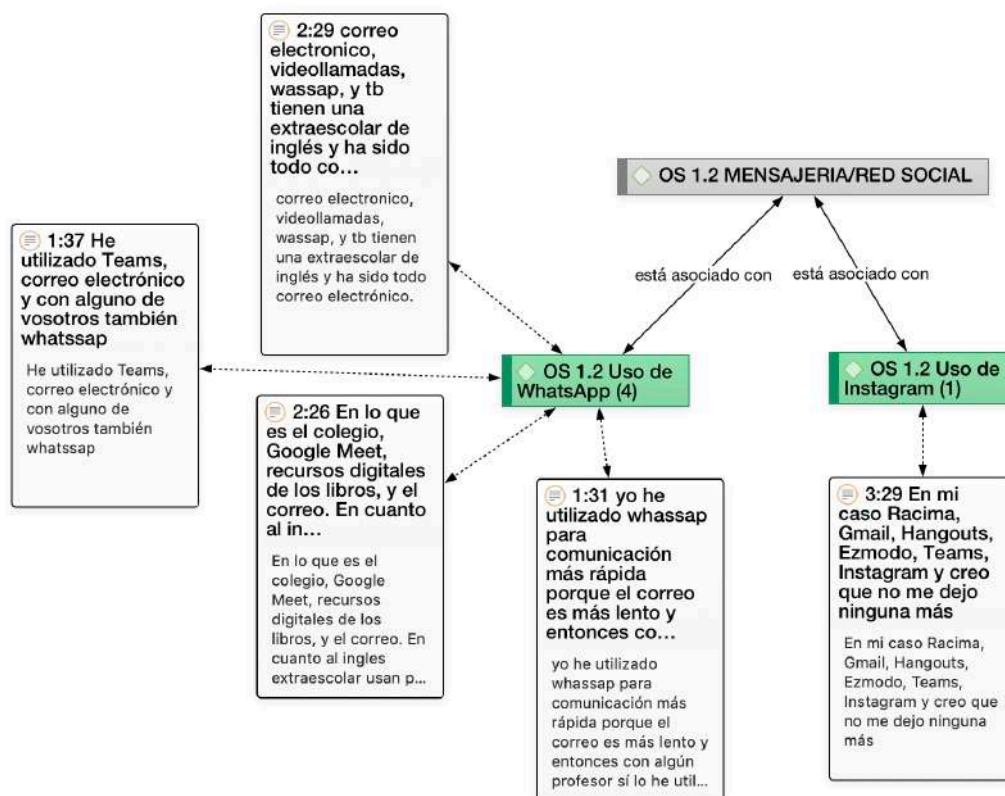 2:29 correo
electronico,
videollamadas,
wassap, y tb
tienen una
extraescolar de
inglés y ha sido
todo co...
correo electronico,
videollamadas,
wassap, y tb tienen
una extraescolar de
inglés y ha sido todo
correo electrónico.
OS 1.2 MENSAJERIA/RED SOCIAL
está asociado con
está asociado con
1:37 He
utilizado Teams,
correo electrónico
y con alguno de
vosotros también
whatssap
He utilizado Teams,
correo electrónico y
con alguno de
vosotros también
whatssap
OS 1.2 Uso de
WhatsApp (4)
OS 1.2 Uso de
Instagram (1)
2:26 En lo que
es el colegio,
Google Meet,
recursos digitales
de los libros, y el
correo. En cuanto
al in...
En lo que es el
colegio, Google
Meet, recursos
digitales de los
libros, y el correo. En
cuanto al ingles
extraescolar usan p...
1:31 yo he
utilizado whassap
para
comunicación
más rápida
porque el correo
es más lento y
entonces co...
yo he utilizado
whassap para
comunicación más
rápida porque el
correo es más lento y
entonces con algún
profesor sí lo he util...
3:29 En mi
caso Racima,
Gmail, Hangouts,
Ezmodo, Teams,
Instagram y creo
que no me dejo
ninguna más
En mi caso Racima,
Gmail, Hangouts,
Ezmodo, Teams,
Instagram y creo que
no me dejo ninguna
más